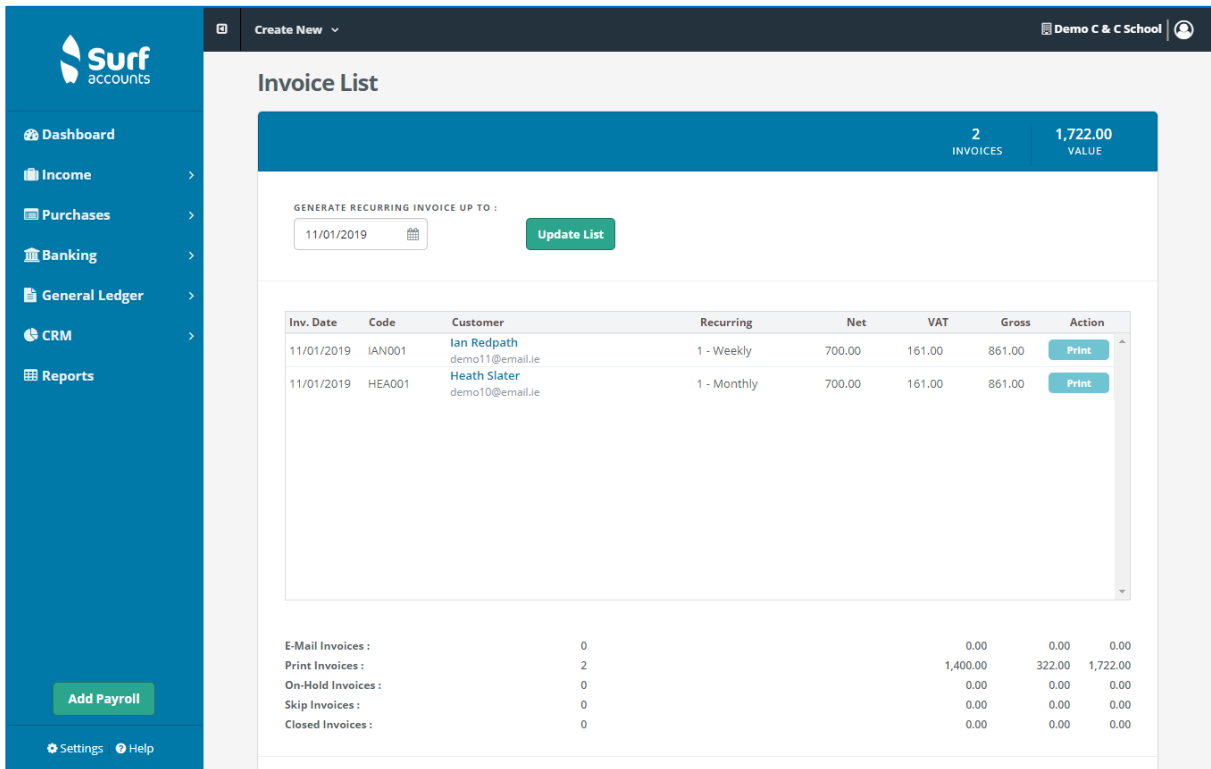 Surf
accounts
Create New
Demo C & C School
Dashboard
Income
Purchases
Banking
General Ledger
CRM
Reports
Add Payroll
Settings
Help
Invoice List
2
INVOICES
1,722.00
VALUE
GENERATE RECURRING INVOICE UP TO :
11/01/2019
Update List
Inv. Date Code Customer Recurring Net VAT Gross Action
11/01/2019 IAN001 Ian Redpath 1 - Weekly 700.00 161.00 861.00 Print
demo11@email.ie
11/01/2019 HEA001 Heath Slater 1 - Monthly 700.00 161.00 861.00 Print
demo10@email.ie
E-Mail Invoices : 0 0.00 0.00 0.00
Print Invoices : 2 1,400.00 322.00 1,722.00
On-Hold Invoices : 0 0.00 0.00 0.00
Skip Invoices : 0 0.00 0.00 0.00
Closed Invoices : 0 0.00 0.00 0.00